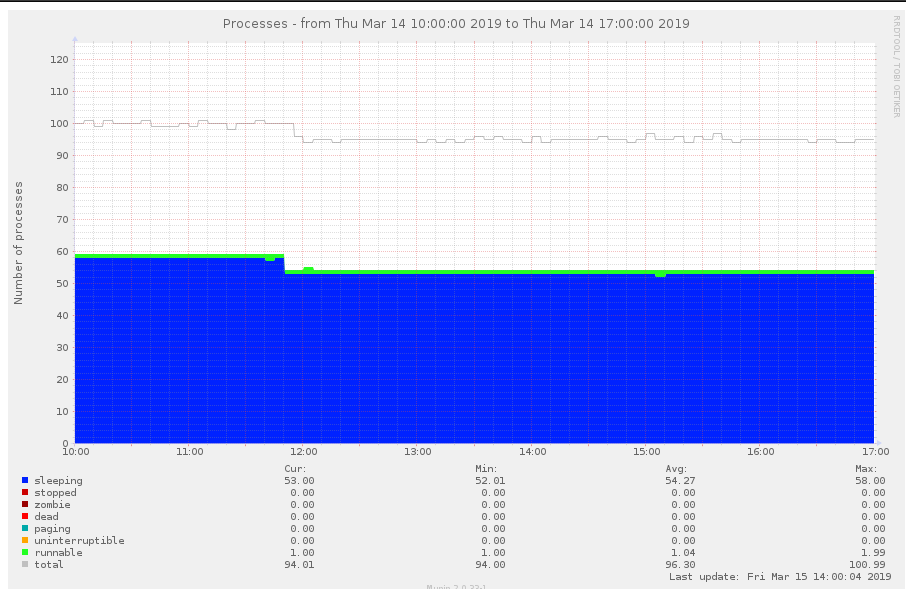 Processes - from Thu Mar 14 10:00:00 2019 to Thu Mar 14 17:00:00 2019
RRDTOOL / TOBI OETIKER
Number of processes
120
110
100
90
80
70
60
50
40
30
20
10
0
10:00 11:00 12:00 13:00 14:00 15:00 16:00 17:00
Cur: Min: Avg: Max:
sleeping 53.00 52.01 54.27 58.00
stopped 0.00 0.00 0.00 0.00
zombie 0.00 0.00 0.00 0.00
dead 0.00 0.00 0.00 0.00
paging 0.00 0.00 0.00 0.00
uninterruptible 0.00 0.00 0.00 0.00
runnable 1.00 1.00 1.04 1.99
total 94.01 94.00 96.30 100.99
Last update: Fri Mar 15 14:00:04 2019